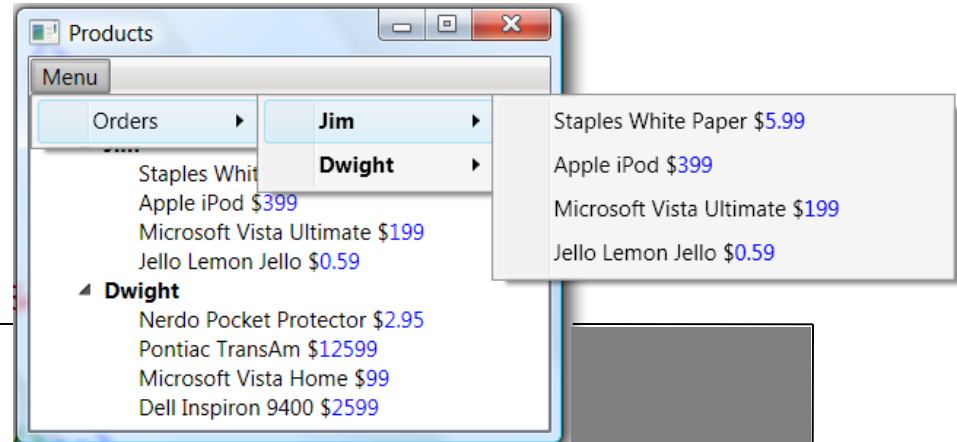 Products
Menu
Orders
Jim
Dwight
Staples White Paper $5.99
Apple iPod $399
Microsoft Vista Ultimate $199
Jello Lemon Jello $0.59
Jim
Staples Whit
Apple iPod $399
Microsoft Vista Ultimate $199
Jello Lemon Jello $0.59
Dwight
Nerdo Pocket Protector $2.95
Pontiac TransAm $12599
Microsoft Vista Home $99
Dell Inspiron 9400 $2599